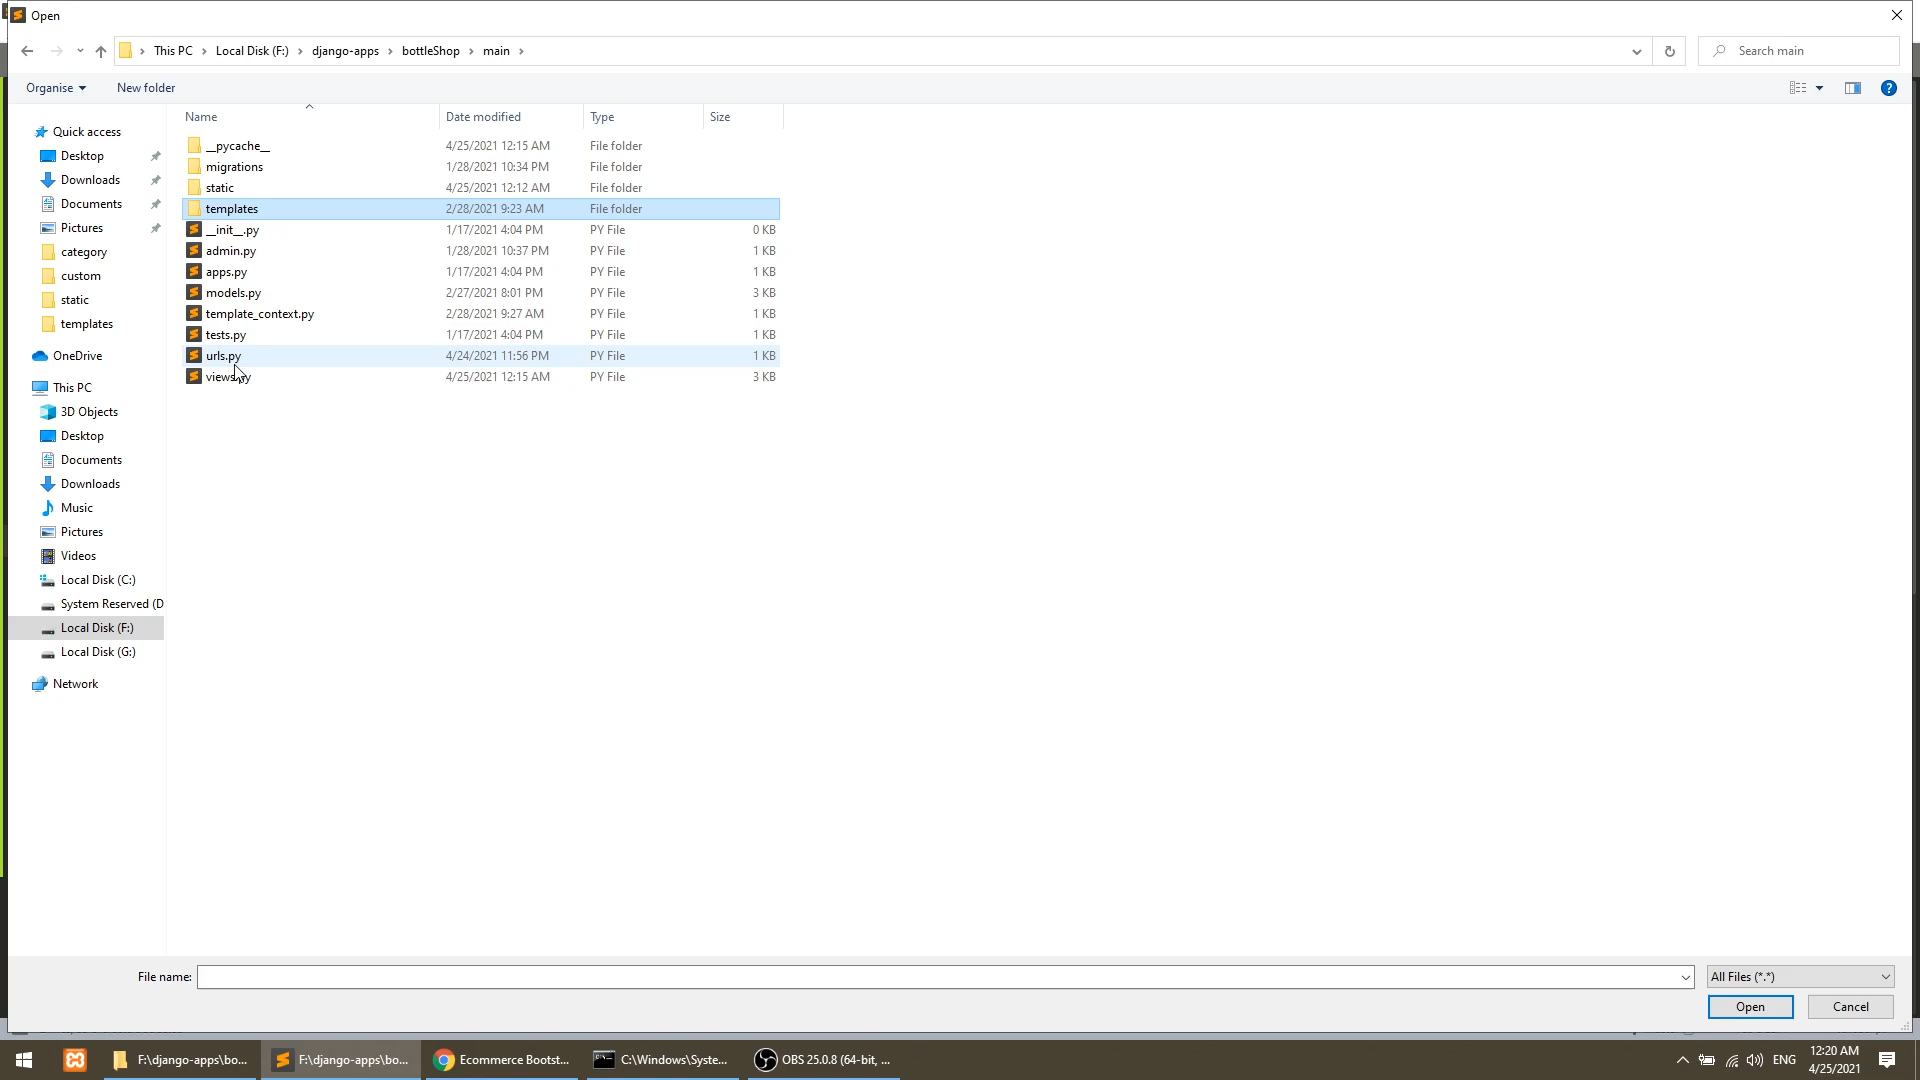 Open
This PC > Local Disk (F:) > django-apps > bottleShop > main >
Search main
Organise
New folder
Name
Date modified
Type
Size
__pycache__ 4/25/2021 12:15 AM File folder
migrations 1/28/2021 10:34 PM File folder
static 4/25/2021 12:12 AM File folder
templates 2/28/2021 9:23 AM File folder
__init__.py 1/17/2021 4:04 PM PY File 0 KB
admin.py 1/28/2021 10:37 PM PY File 1 KB
apps.py 1/17/2021 4:04 PM PY File 1 KB
models.py 2/27/2021 8:01 PM PY File 3 KB
template_context.py 2/28/2021 9:27 AM PY File 1 KB
tests.py 1/17/2021 4:04 PM PY File 1 KB
urls.py 4/24/2021 11:56 PM PY File 1 KB
views.py 4/25/2021 12:15 AM PY File 3 KB
Quick access
Desktop
Downloads
Documents
Pictures
category
custom
static
templates
OneDrive
This PC
3D Objects
Desktop
Documents
Downloads
Music
Pictures
Videos
Local Disk (C:)
System Reserved (D
Local Disk (F:)
Local Disk (G:)
Network
File name:
All Files (*.*)
Open
Cancel
F:\django-apps\bo...
F:\django-apps\bo...
Ecommerce Bootst...
C:\Windows\Syste...
OBS 25.0.8 (64-bit, ...
ENG
12:20 AM
4/25/2021